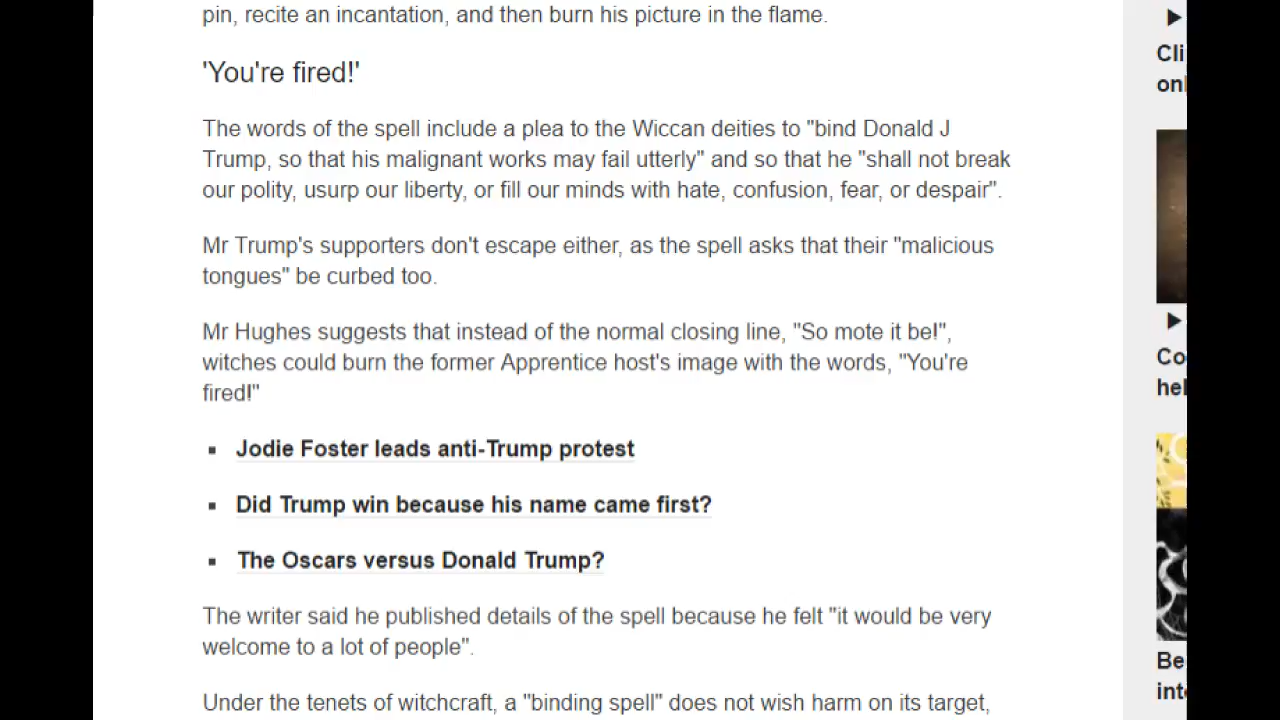 pin, recite an incantation, and then burn his picture in the flame.
'You're fired!'
The words of the spell include a plea to the Wiccan deities to "bind Donald J
Trump, so that his malignant works may fail utterly" and so that he "shall not break
our polity, usurp our liberty, or fill our minds with hate, confusion, fear, or despair".
Mr Trump's supporters don't escape either, as the spell asks that their "malicious
tongues" be curbed too.
Mr Hughes suggests that instead of the normal closing line, "So mote it be!",
witches could burn the former Apprentice host's image with the words, "You're
fired!"
Jodie Foster leads anti-Trump protest
Did Trump win because his name came first?
The Oscars versus Donald Trump?
The writer said he published details of the spell because he felt "it would be very
welcome to a lot of people".
Under the tenets of witchcraft, a "binding spell" does not wish harm on its target,
Cli
onl
Co
hel
Be
int